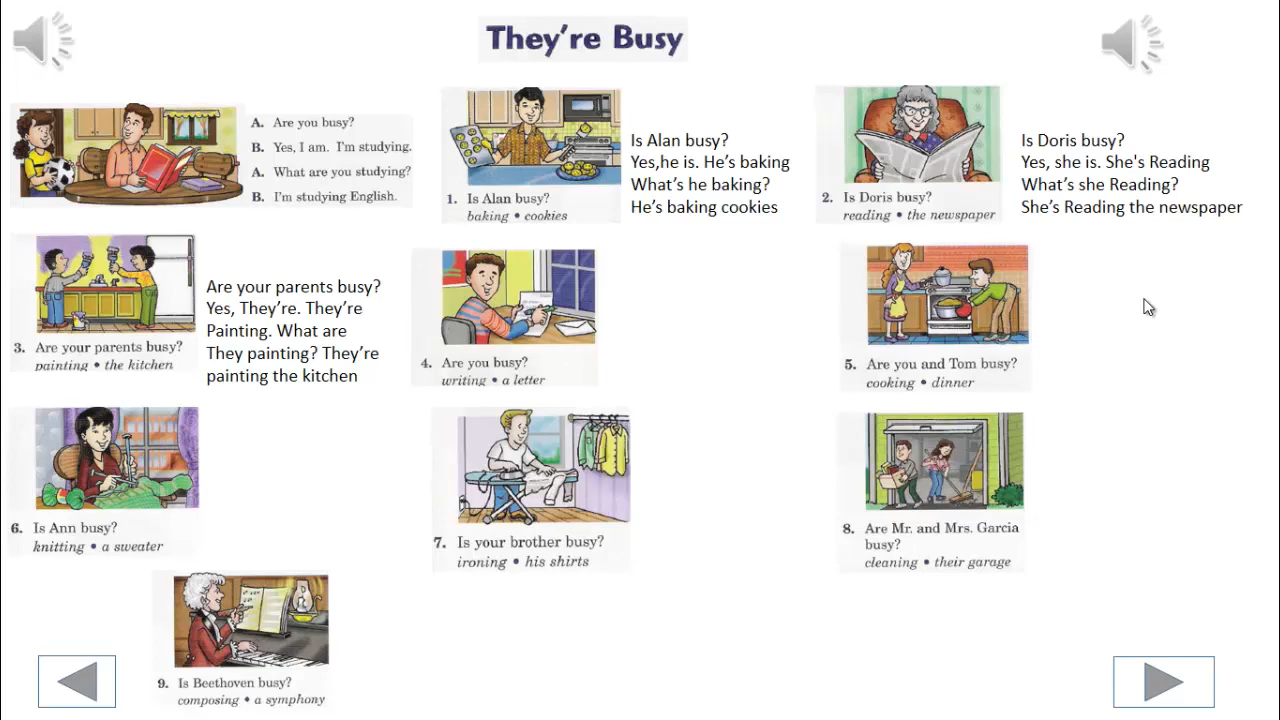 They're Busy
A. Are you busy?
B. Yes, I am. I'm studying.
A. What are you studying?
B. I'm studying English.
1. Is Alan busy?
baking • cookies
Is Alan busy?
Yes,he is. He's baking
What's he baking?
He's baking cookies
2. Is Doris busy?
reading • the newspaper
Is Doris busy?
Yes, she is. She's Reading
What's she Reading?
She's Reading the newspaper
3. Are your parents busy?
painting • the kitchen
Are your parents busy?
Yes, They're. They're
Painting. What are
They painting? They're
painting the kitchen
4. Are you busy?
writing • a letter
5. Are you and Tom busy?
cooking • dinner
6. Is Ann busy?
knitting • a sweater
7. Is your brother busy?
ironing • his shirts
8. Are Mr. and Mrs. Garcia
busy?
cleaning • their garage
9. Is Beethoven busy?
composing • a symphony